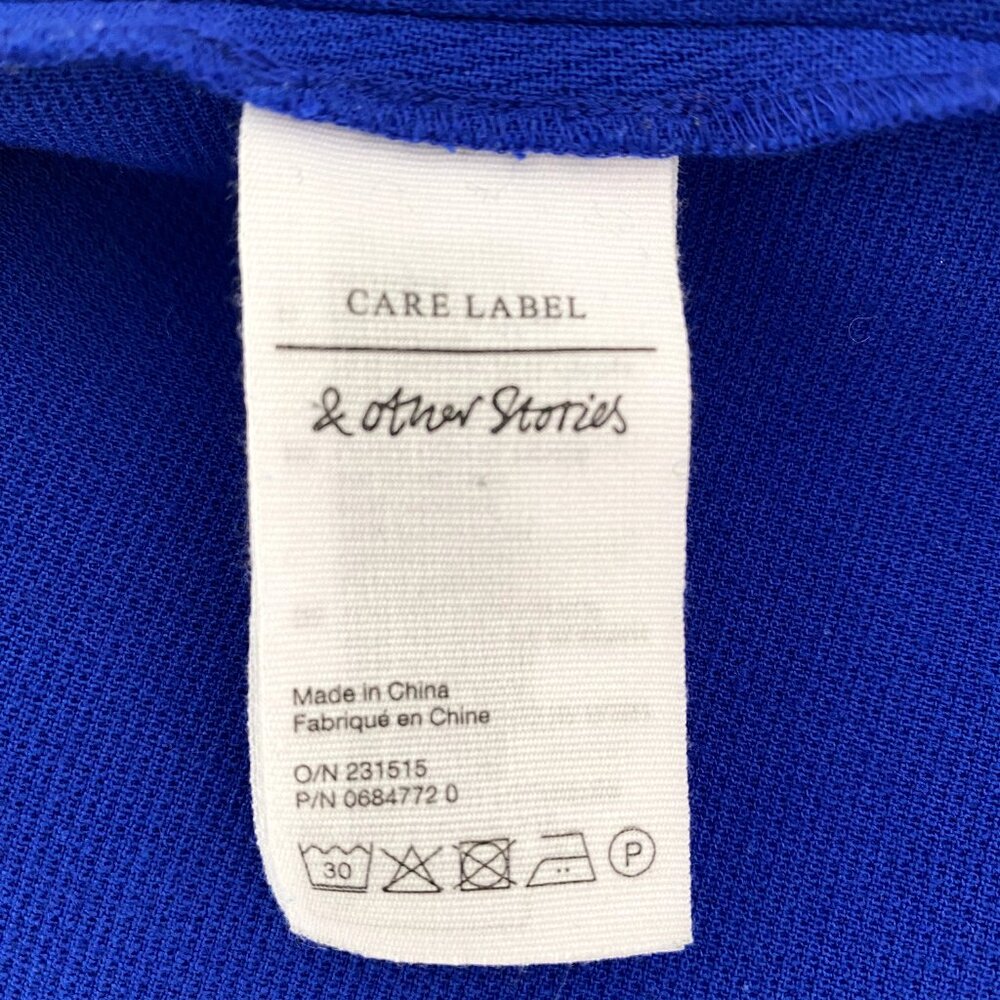 CARE LABEL
& other Stories
Made in China
Fabriqué en Chine
O/N 231515
P/N 0684772 0
30 P